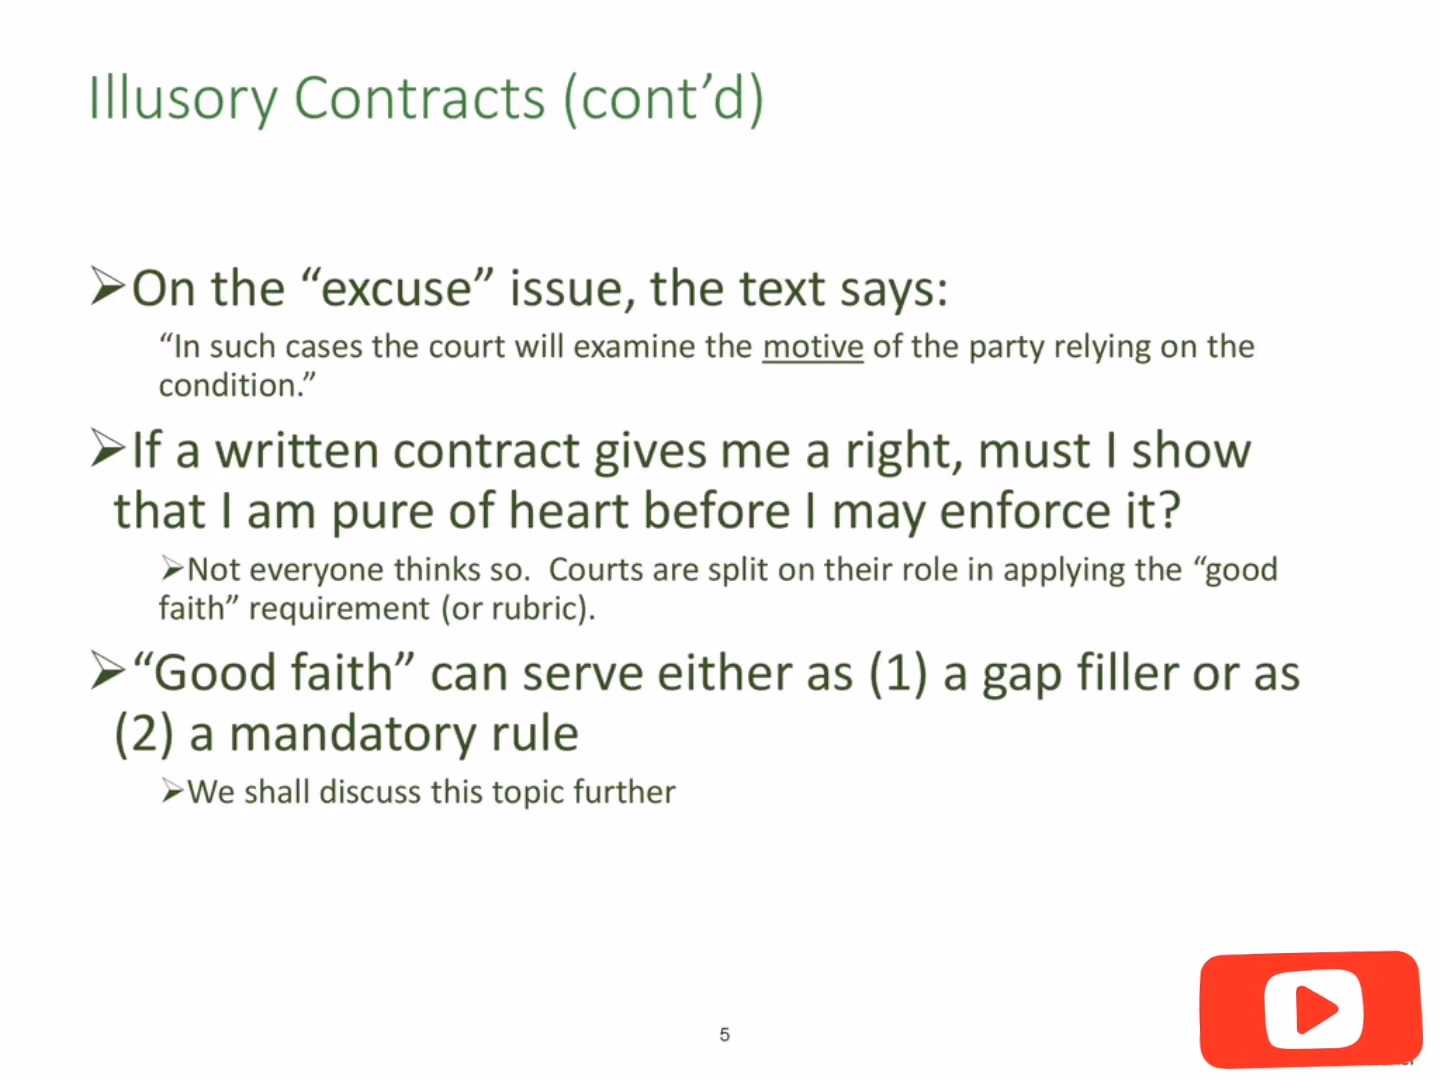 Illusory Contracts (cont’d)
➢On the “excuse” issue, the text says:
“In such cases the court will examine the motive of the party relying on the
condition.”
➢If a written contract gives me a right, must I show
that I am pure of heart before I may enforce it?
➢Not everyone thinks so.  Courts are split on their role in applying the “good
faith” requirement (or rubric).
➢“Good faith” can serve either as (1) a gap filler or as
(2) a mandatory rule
➢We shall discuss this topic further
5